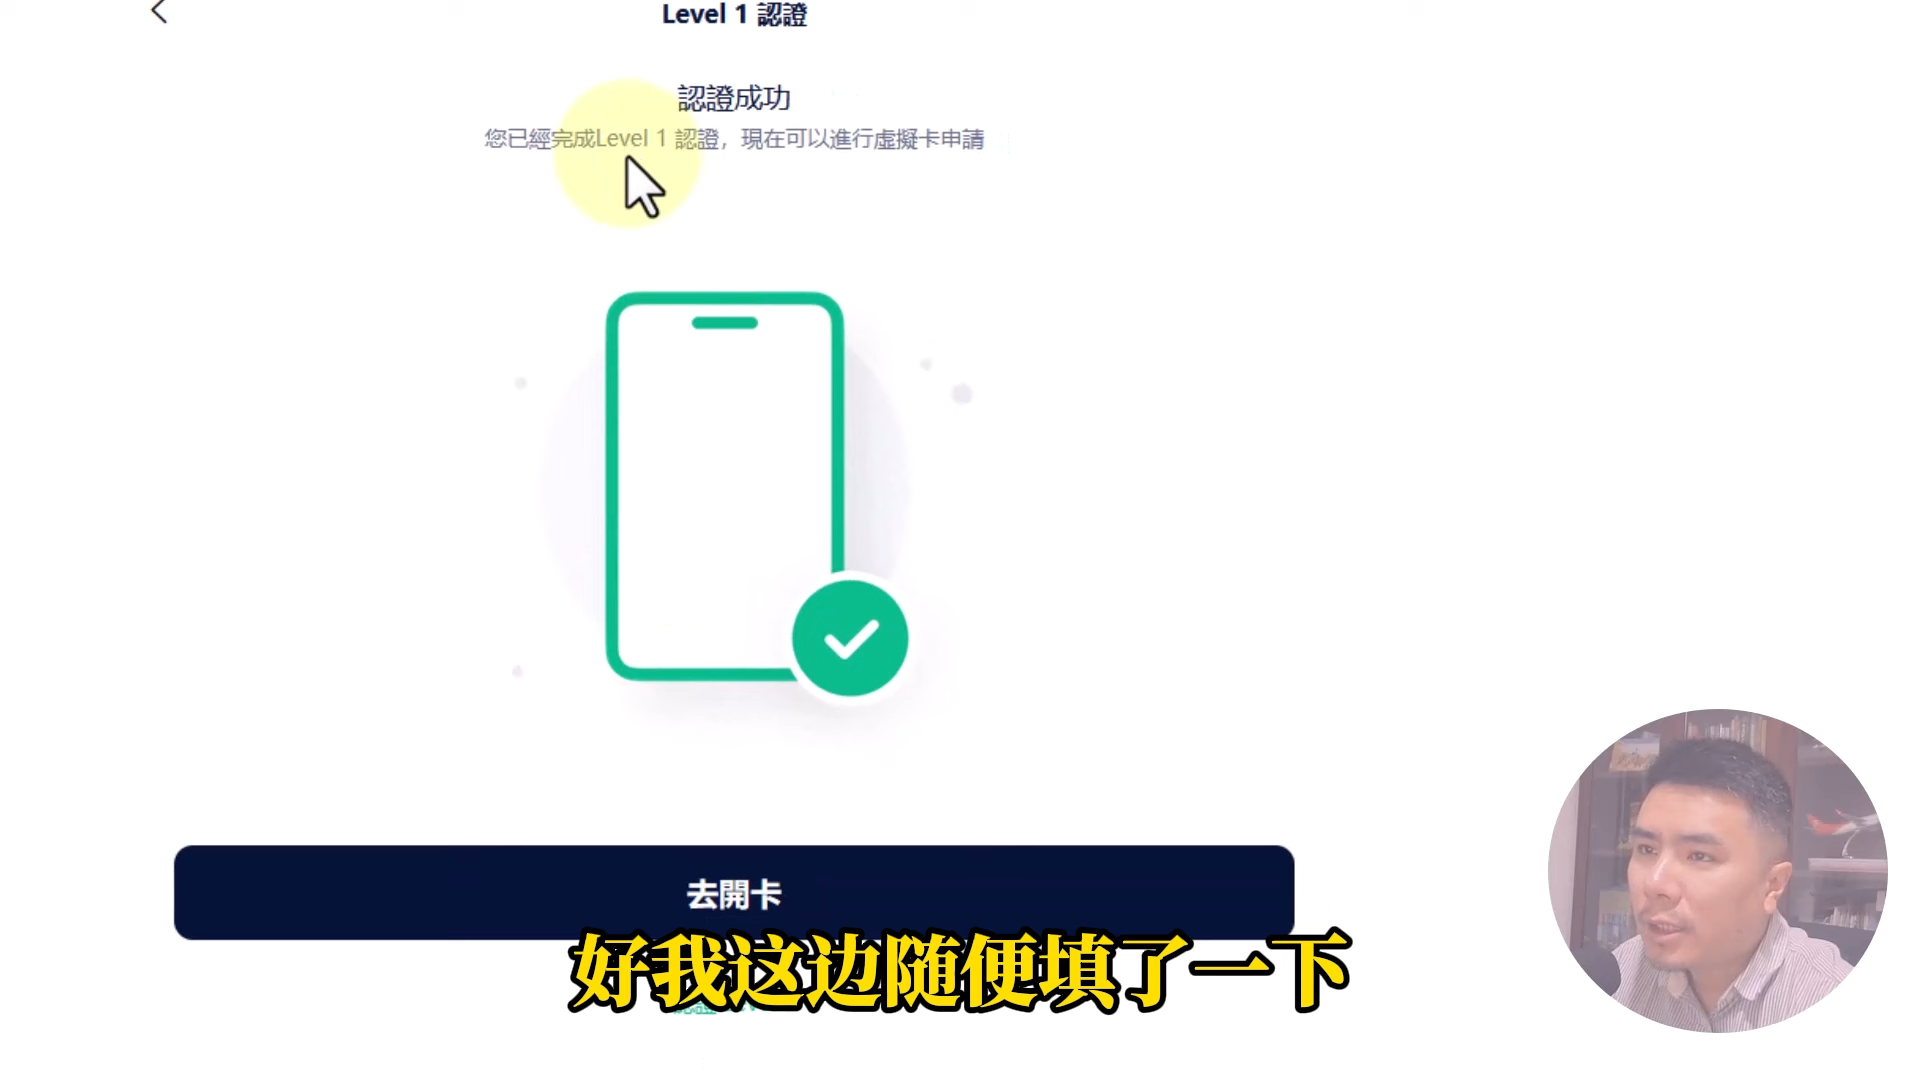 Level 1 認證
認證成功
您已經完成Level 1 認證，現在可以進行虛擬卡申請
去開卡
好我这边随便填了一下